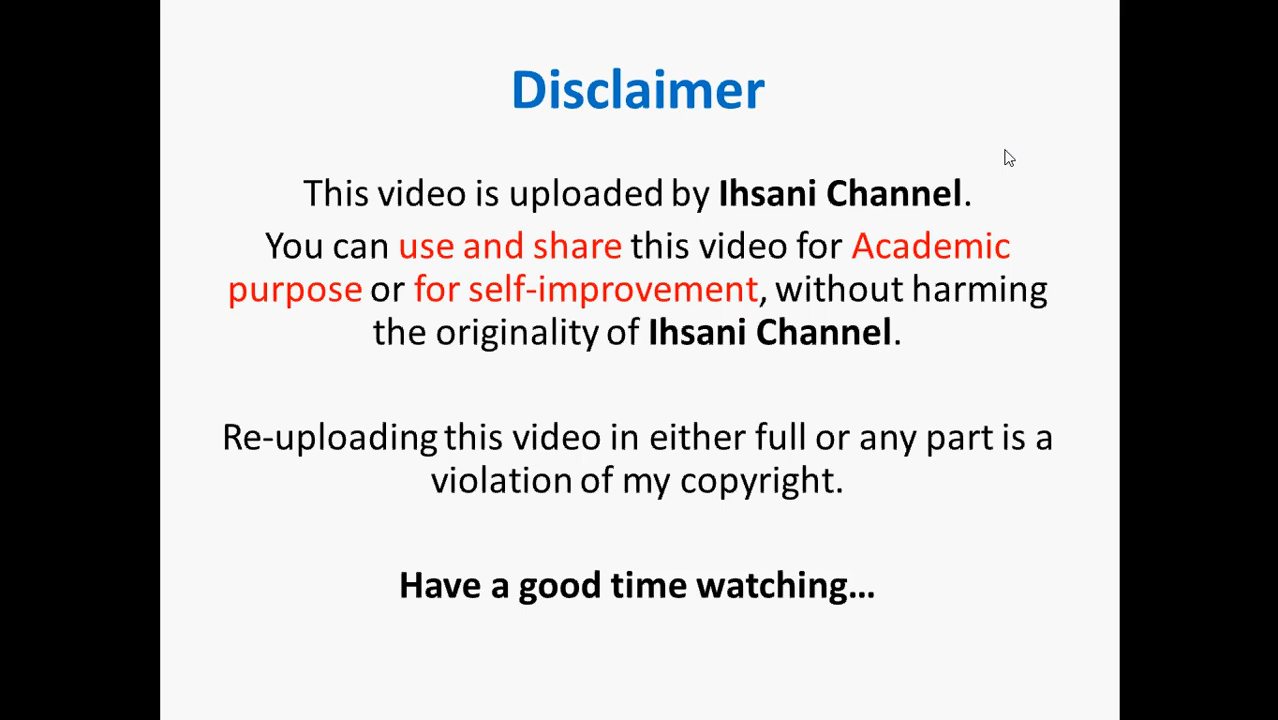 Disclaimer
This video is uploaded by Ihsani Channel.
You can use and share this video for Academic
purpose or for self-improvement, without harming
the originality of Ihsani Channel.
Re-uploading this video in either full or any part is a
violation of my copyright.
Have a good time watching…